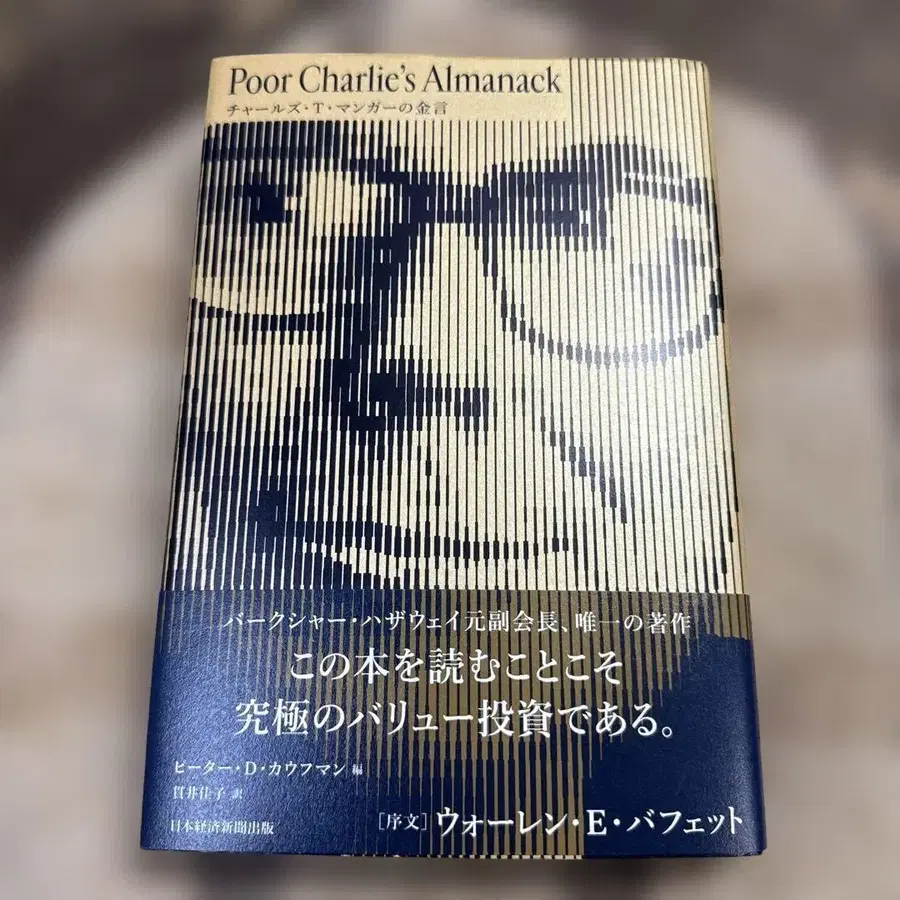 Poor Charlie's Almanack
チャールズ・T・マンガーの金言
バークシャー・ハザウェイ元副会長、唯一の著作
この本を読むことこそ
究極のバリュー投資である。
ピーター・D・カウフマン 編
貫井佳子 訳
日本経済新聞出版
[序文] ウォーレン・E・バフェット